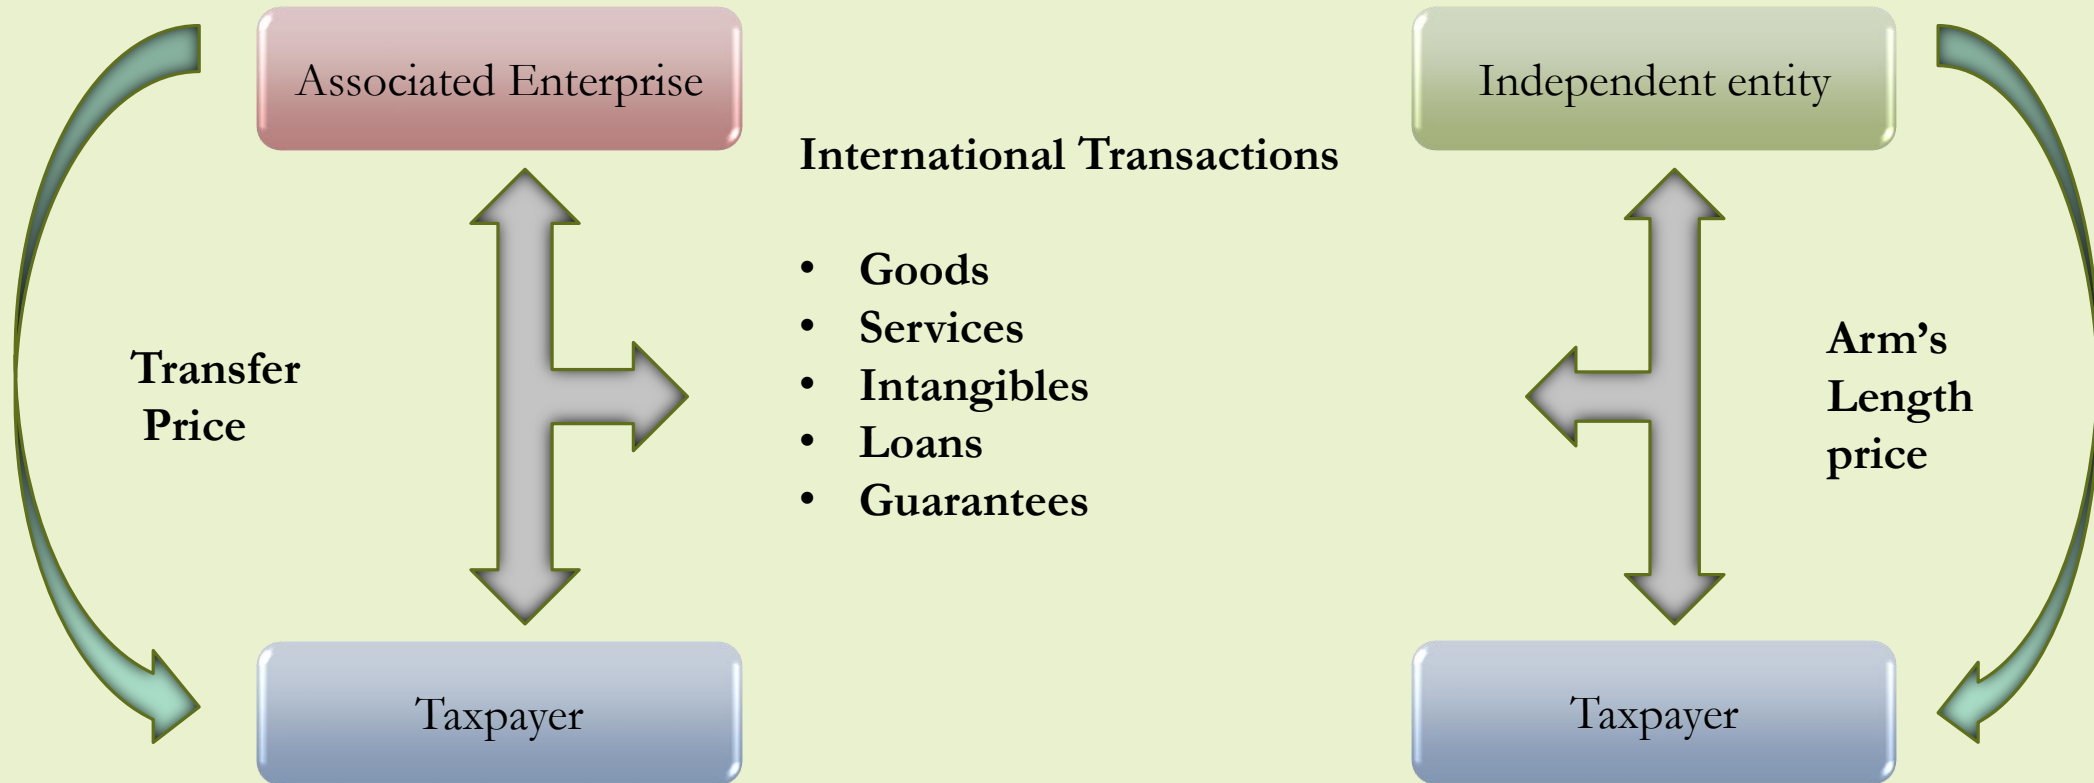 Associated Enterprise
Independent entity
International Transactions
• Goods
• Services
• Intangibles
• Loans
• Guarantees
Transfer
Price
Arm’s
Length
price
Taxpayer
Taxpayer